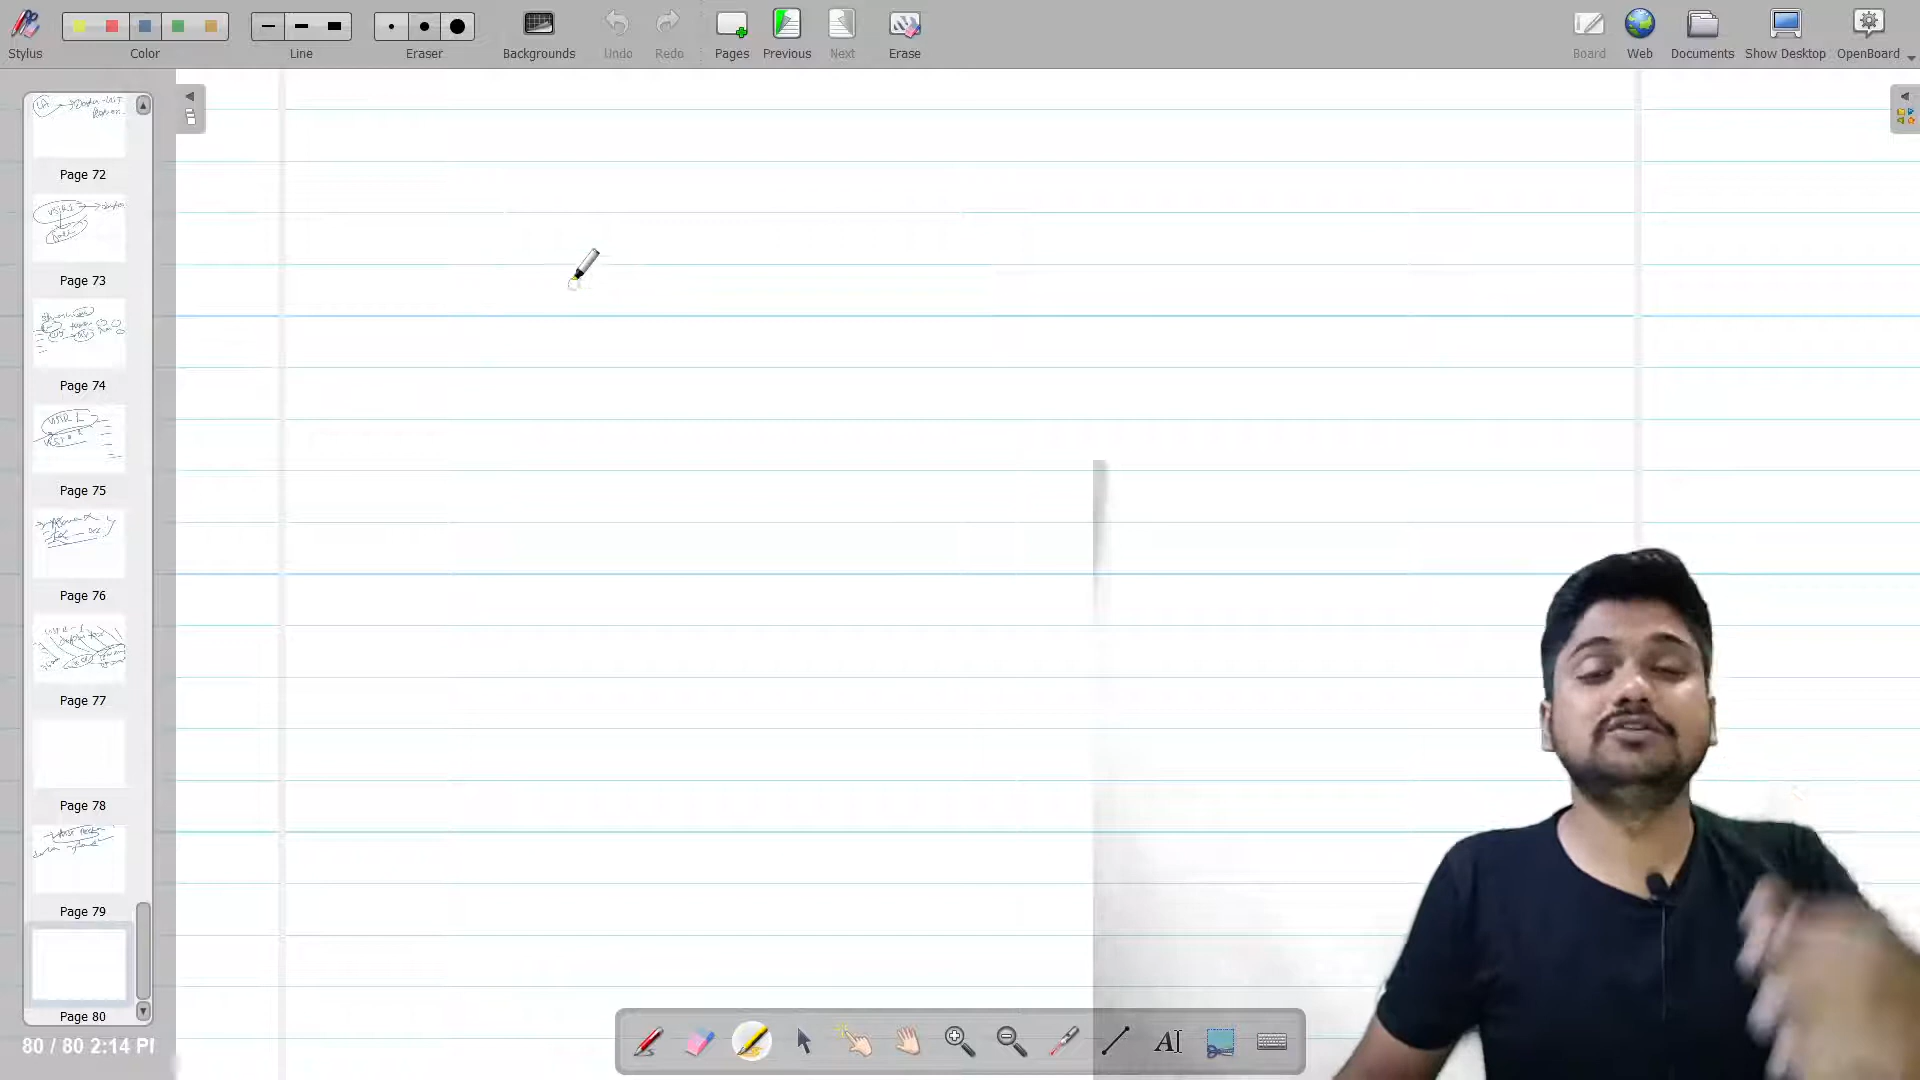 Stylus
Color
Line
Eraser
Backgrounds
Undo
Redo
Pages
Previous
Next
Erase
Board
Web
Documents
Show Desktop
OpenBoard
Page 72
Page 73
Page 74
Page 75
Page 76
Page 77
Page 78
Page 79
Page 80
80 / 80 2:14 P